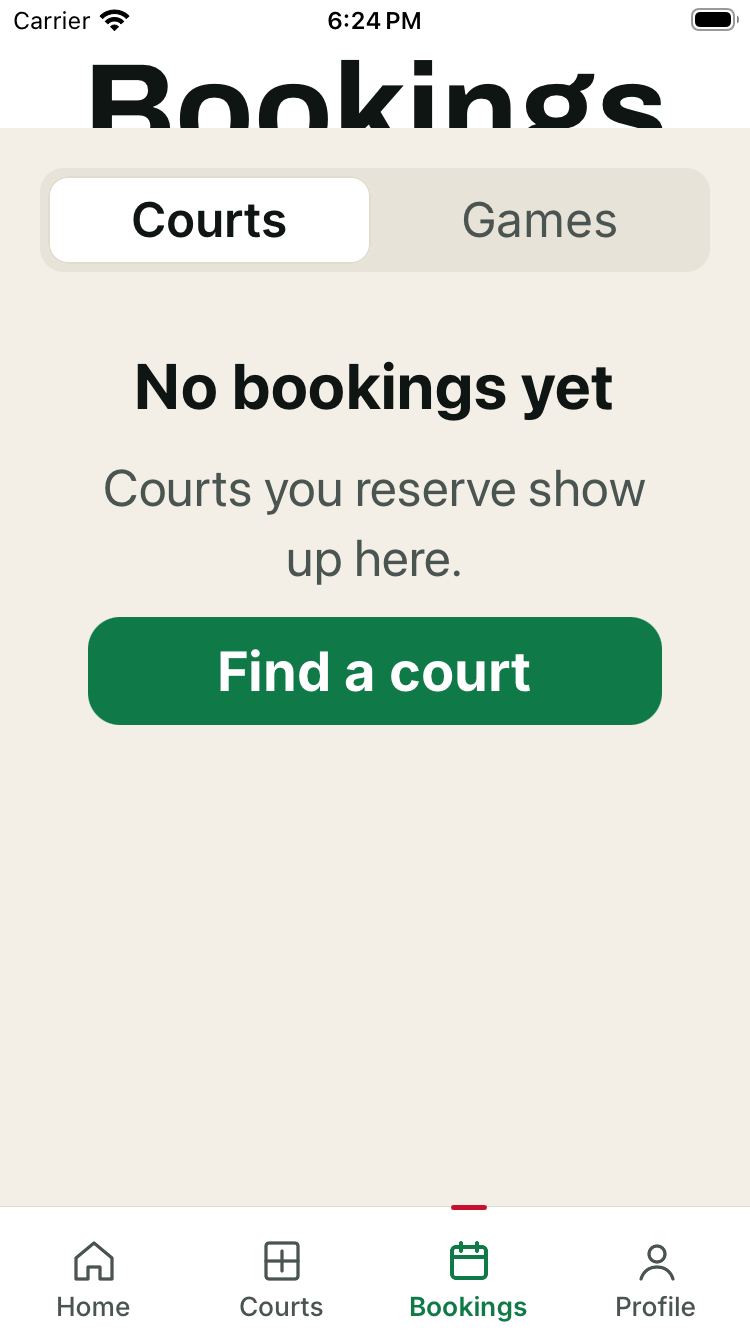 Carrier 6:24 PM
Bookings
Courts Games
No bookings yet
Courts you reserve show
up here.
Find a court
Home Courts Bookings Profile